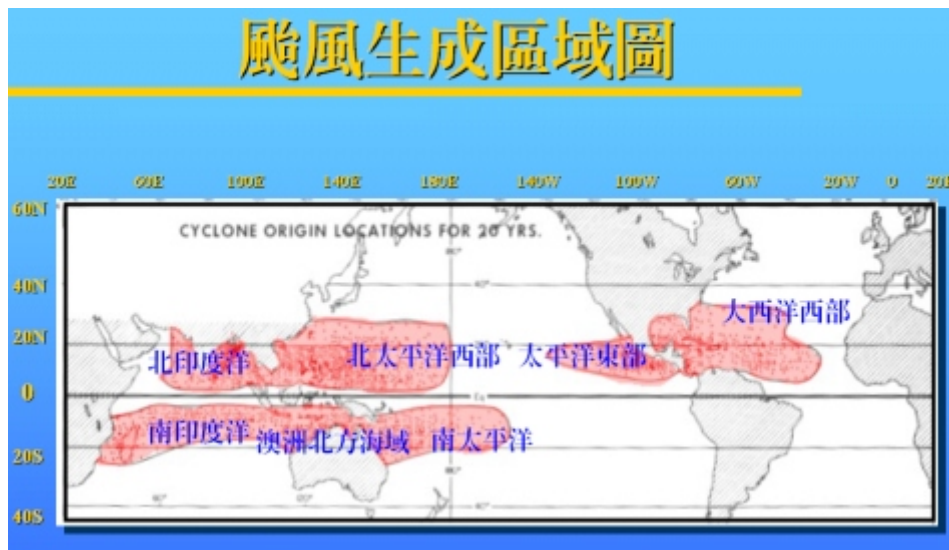 颱風生成區域圖
20E 60E 100E 140E 180E 140W 100W 60W 20W 0 20E
60N
CYCLONE ORIGIN LOCATIONS FOR 20 YRS.
40N
大西洋西部
20N
北印度洋 北太平洋西部 太平洋東部
0
南印度洋 澳洲北方海域 南太平洋
20S
40S